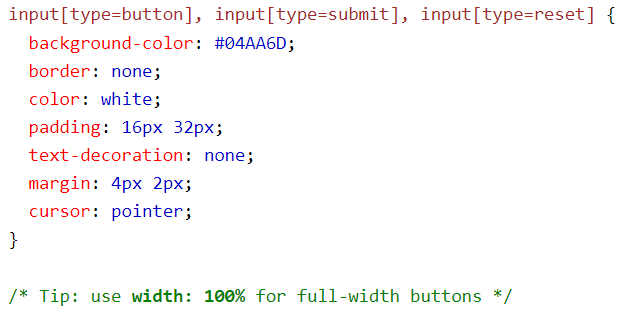 input[type=button], input[type=submit], input[type=reset] {
  background-color: #04AA6D;
  border: none;
  color: white;
  padding: 16px 32px;
  text-decoration: none;
  margin: 4px 2px;
  cursor: pointer;
}

/* Tip: use width: 100% for full-width buttons */